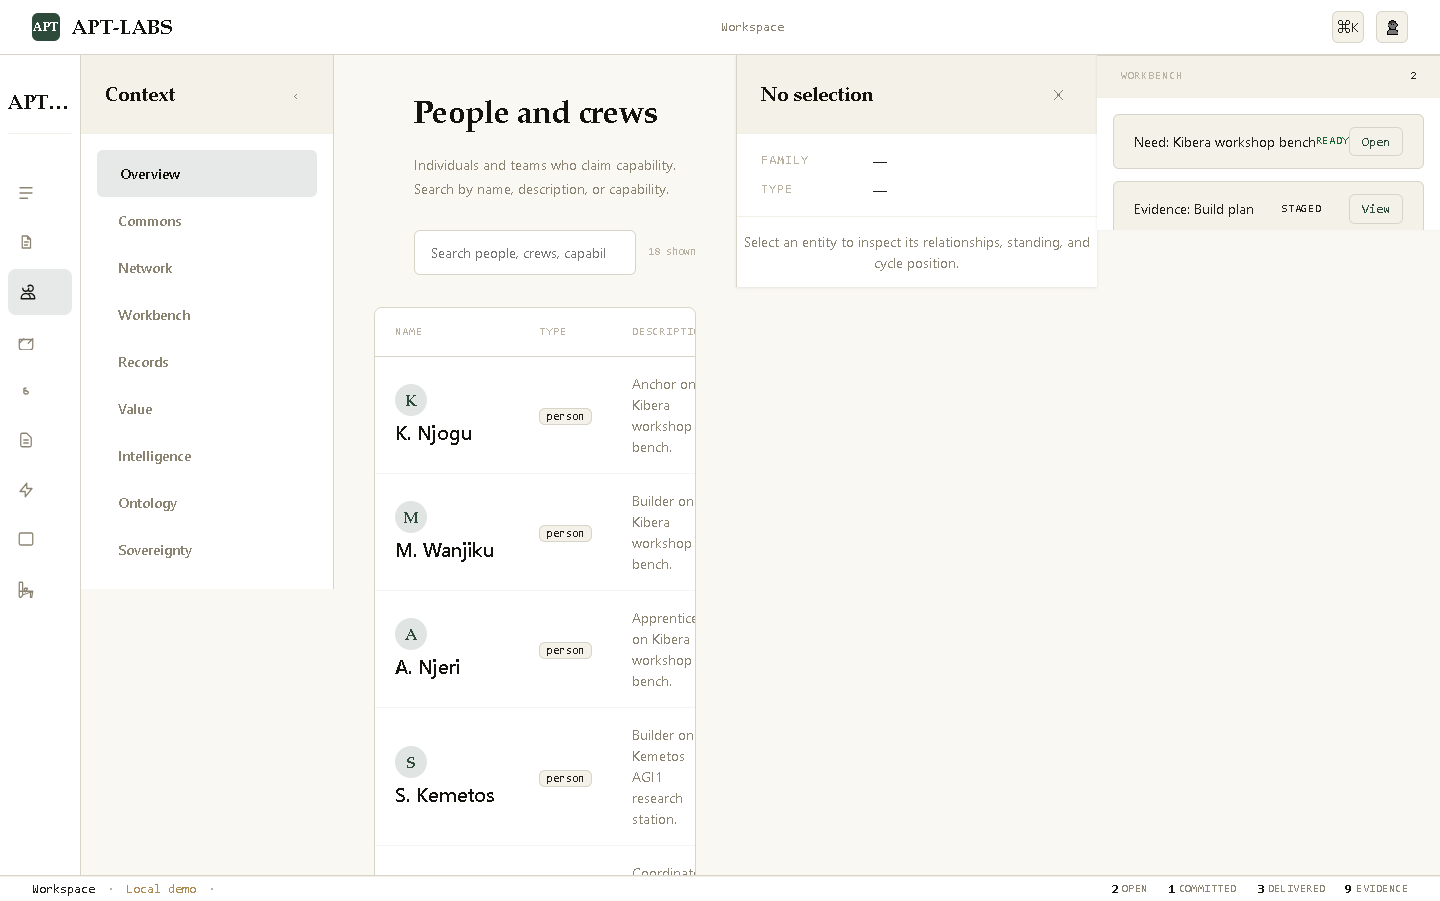 APT APT-LABS
Workspace
⌘K
APT...
Context
‹
Overview
Commons
Network
Workbench
Records
Value
Intelligence
Ontology
Sovereignty
People and crews
Individuals and teams who claim capability.
Search by name, description, or capability.
Search people, crews, capabil
18 shown
NAME TYPE DESCRIPTI
K
K. Njogu
person
Anchor on
Kibera
workshop
bench.
M
M. Wanjiku
person
Builder on
Kibera
workshop
bench.
A
A. Njeri
person
Apprentice
on Kibera
workshop
bench.
S
S. Kemetos
person
Builder on
Kemetos
AGI1
research
station.
Coordinat
No selection
FAMILY —
TYPE —
Select an entity to inspect its relationships, standing, and
cycle position.
WORKBENCH 2
Need: Kibera workshop bench READY Open
Evidence: Build plan STAGED View
Workspace · Local demo ·
2 OPEN 1 COMMITTED 3 DELIVERED 9 EVIDENCE